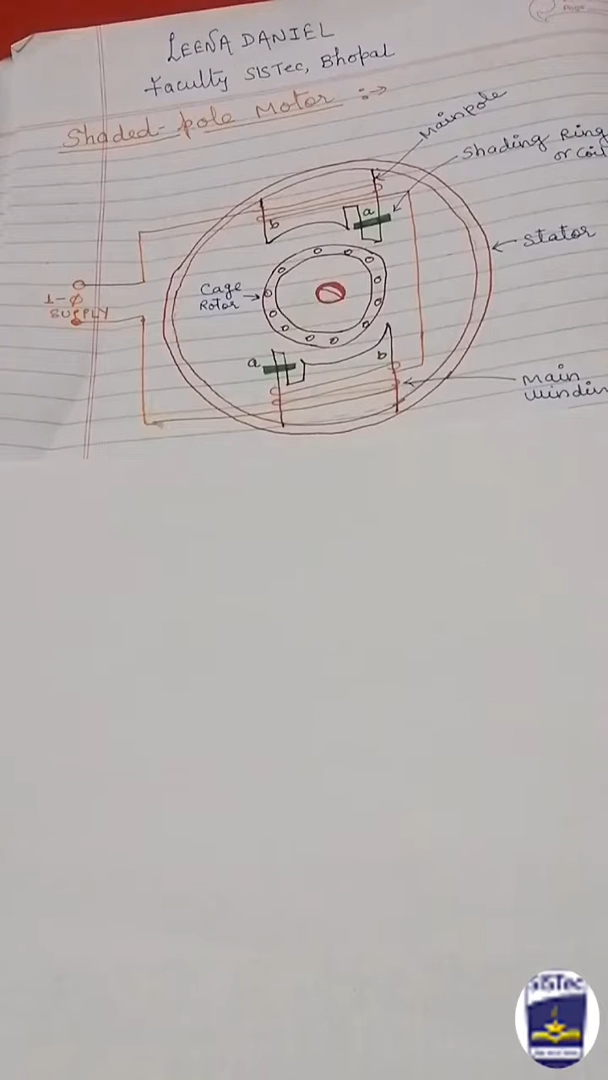 Page
LEENA DANIEL
Faculty SISTec, Bhopal
Shaded-pole Motor :->
Main pole
Shading Ring
or Coil
a
b
Stator
Cage
Rotor
1-φ
SUPPLY
a
b
Main
Windin
SISTec